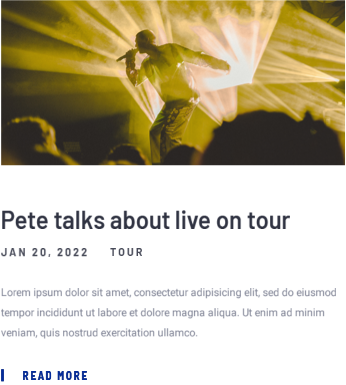 Pete talks about live on tour
JAN 20, 2022 TOUR
Lorem ipsum dolor sit amet, consectetur adipisicing elit, sed do eiusmod
tempor incididunt ut labore et dolore magna aliqua. Ut enim ad minim
veniam, quis nostrud exercitation ullamco.
READ MORE